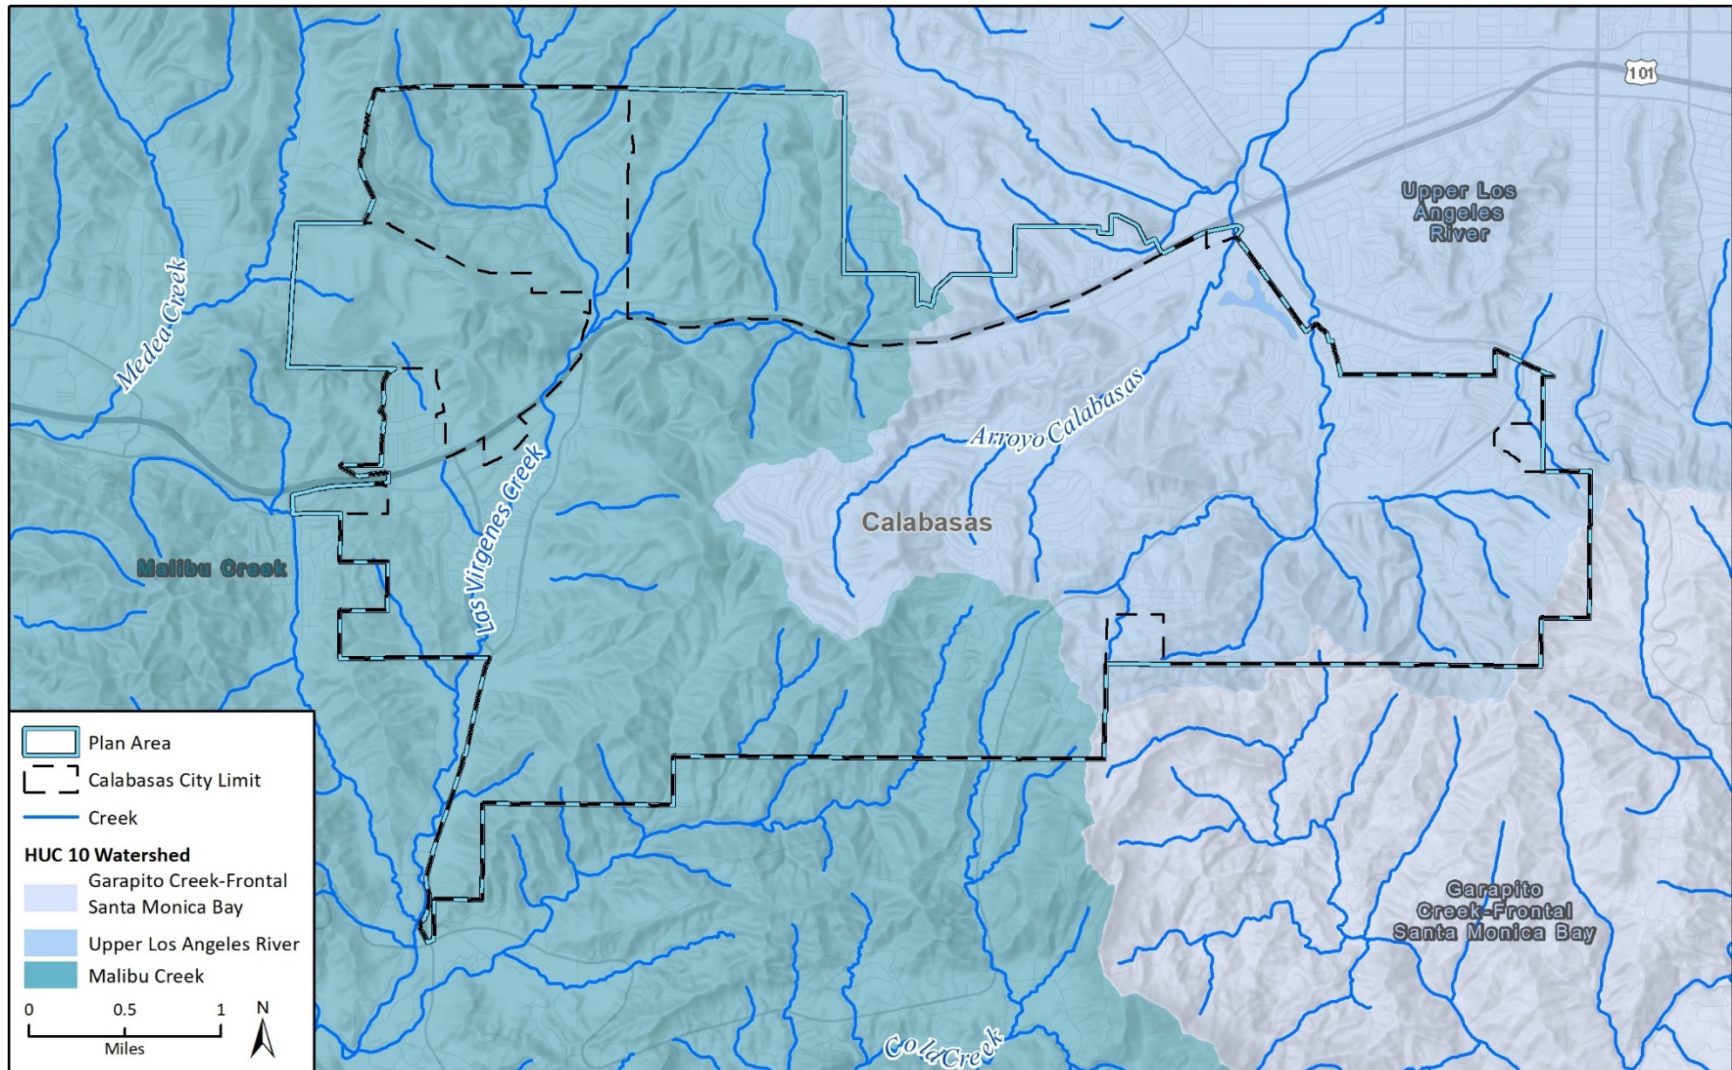 101
Upper Los
Angeles
River
Medea Creek
Arroyo Calabasas
Las Virgenes Creek
Calabasas
Malibu Creek
Garapito
Creek-Frontal
Santa Monica Bay
Cold Creek
Plan Area
Calabasas City Limit
Creek
HUC 10 Watershed
Garapito Creek-Frontal
Santa Monica Bay
Upper Los Angeles River
Malibu Creek
0 0.5 1
Miles
N